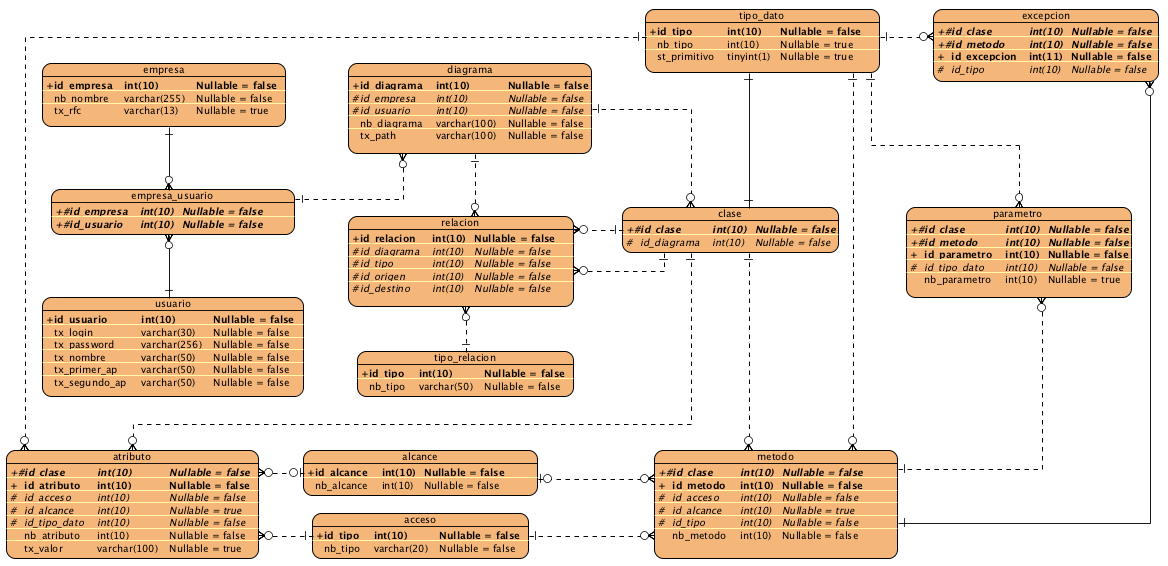 tipo_dato
+id_tipo int(10) Nullable = false
nb_tipo int(10) Nullable = true
st_primitivo tinyint(1) Nullable = true
excepcion
+#id_clase int(10) Nullable = false
+#id_metodo int(10) Nullable = false
+ id_excepcion int(11) Nullable = false
# id_tipo int(10) Nullable = false
empresa
+id_empresa int(10) Nullable = false
nb_nombre varchar(255) Nullable = false
tx_rfc varchar(13) Nullable = true
diagrama
+id_diagrama int(10) Nullable = false
#id_empresa int(10) Nullable = false
#id_usuario int(10) Nullable = false
nb_diagrama varchar(100) Nullable = false
tx_path varchar(100) Nullable = false
empresa_usuario
+#id_empresa int(10) Nullable = false
+#id_usuario int(10) Nullable = false
relacion
+id_relacion int(10) Nullable = false
#id_diagrama int(10) Nullable = false
#id_tipo int(10) Nullable = false
#id_origen int(10) Nullable = false
#id_destino int(10) Nullable = false
clase
+#id_clase int(10) Nullable = false
# id_diagrama int(10) Nullable = false
parametro
+#id_clase int(10) Nullable = false
+#id_metodo int(10) Nullable = false
+ id_parametro int(10) Nullable = false
# id_tipo_dato int(10) Nullable = false
nb_parametro int(10) Nullable = true
usuario
+id_usuario int(10) Nullable = false
tx_login varchar(30) Nullable = false
tx_password varchar(256) Nullable = false
tx_nombre varchar(50) Nullable = false
tx_primer_ap varchar(50) Nullable = false
tx_segundo_ap varchar(50) Nullable = false
tipo_relacion
+id_tipo int(10) Nullable = false
nb_tipo varchar(50) Nullable = false
atributo
+#id_clase int(10) Nullable = false
+ id_atributo int(10) Nullable = false
# id_acceso int(10) Nullable = false
# id_alcance int(10) Nullable = true
# id_tipo_dato int(10) Nullable = false
nb_atributo int(10) Nullable = false
tx_valor varchar(100) Nullable = true
alcance
+id_alcance int(10) Nullable = false
nb_alcance int(10) Nullable = false
acceso
+id_tipo int(10) Nullable = false
nb_tipo varchar(20) Nullable = false
metodo
+#id_clase int(10) Nullable = false
+ id_metodo int(10) Nullable = false
# id_acceso int(10) Nullable = false
# id_alcance int(10) Nullable = true
# id_tipo int(10) Nullable = false
nb_metodo int(10) Nullable = false